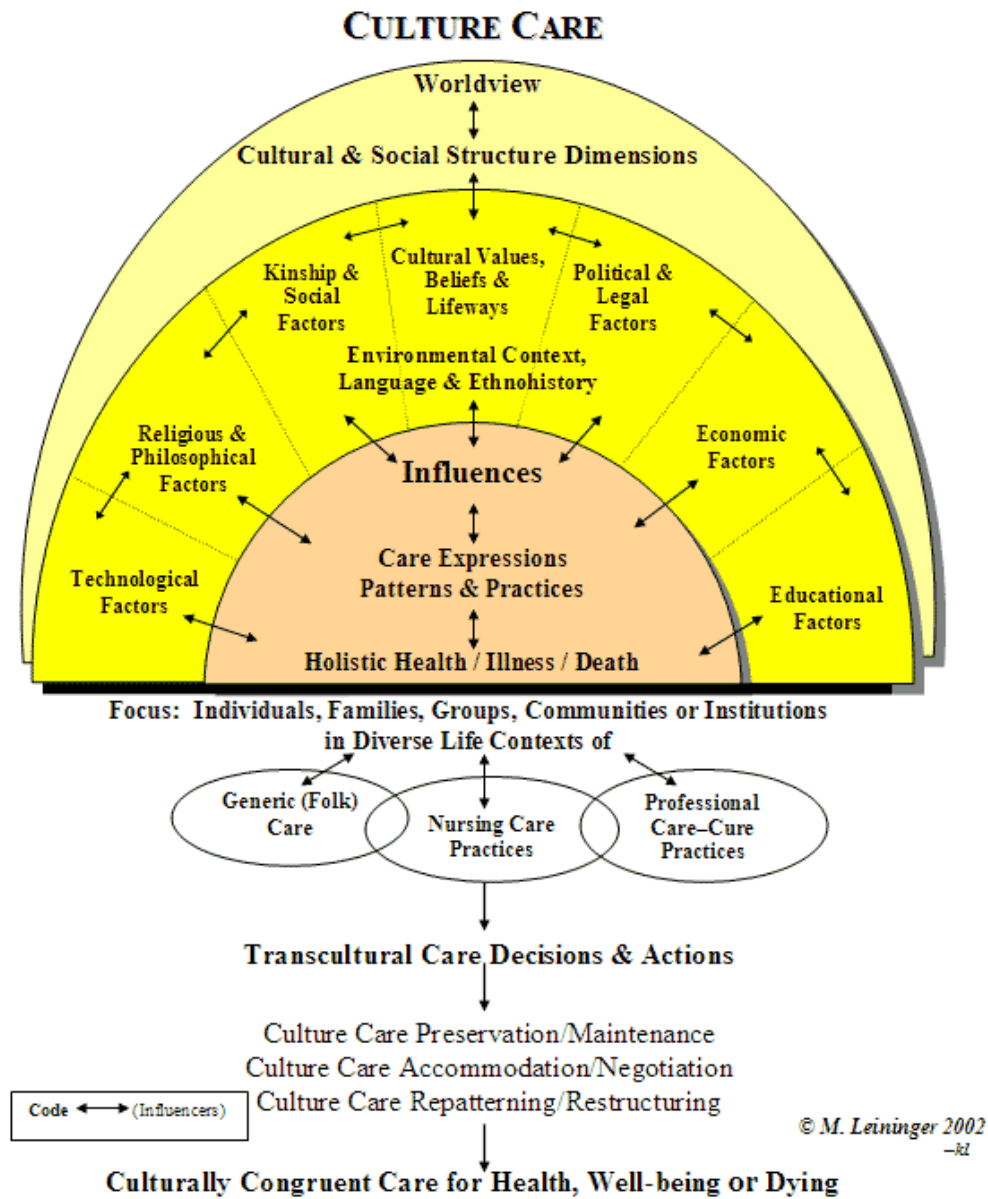 CULTURE CARE
Worldview
Cultural & Social Structure Dimensions
Kinship &
Social
Factors
Cultural Values,
Beliefs &
Lifeways
Political &
Legal
Factors
Environmental Context,
Language & Ethnohistory
Religious &
Philosophical
Factors
Economic
Factors
Technological
Factors
Educational
Factors
Influences
Care Expressions
Patterns & Practices
Holistic Health / Illness / Death
Focus: Individuals, Families, Groups, Communities or Institutions
in Diverse Life Contexts of
Generic (Folk)
Care
Nursing Care
Practices
Professional
Care–Cure
Practices
Transcultural Care Decisions & Actions
Culture Care Preservation/Maintenance
Culture Care Accommodation/Negotiation
Culture Care Repatterning/Restructuring
Code (Influencers)
© M. Leininger 2002
–kl
Culturally Congruent Care for Health, Well-being or Dying